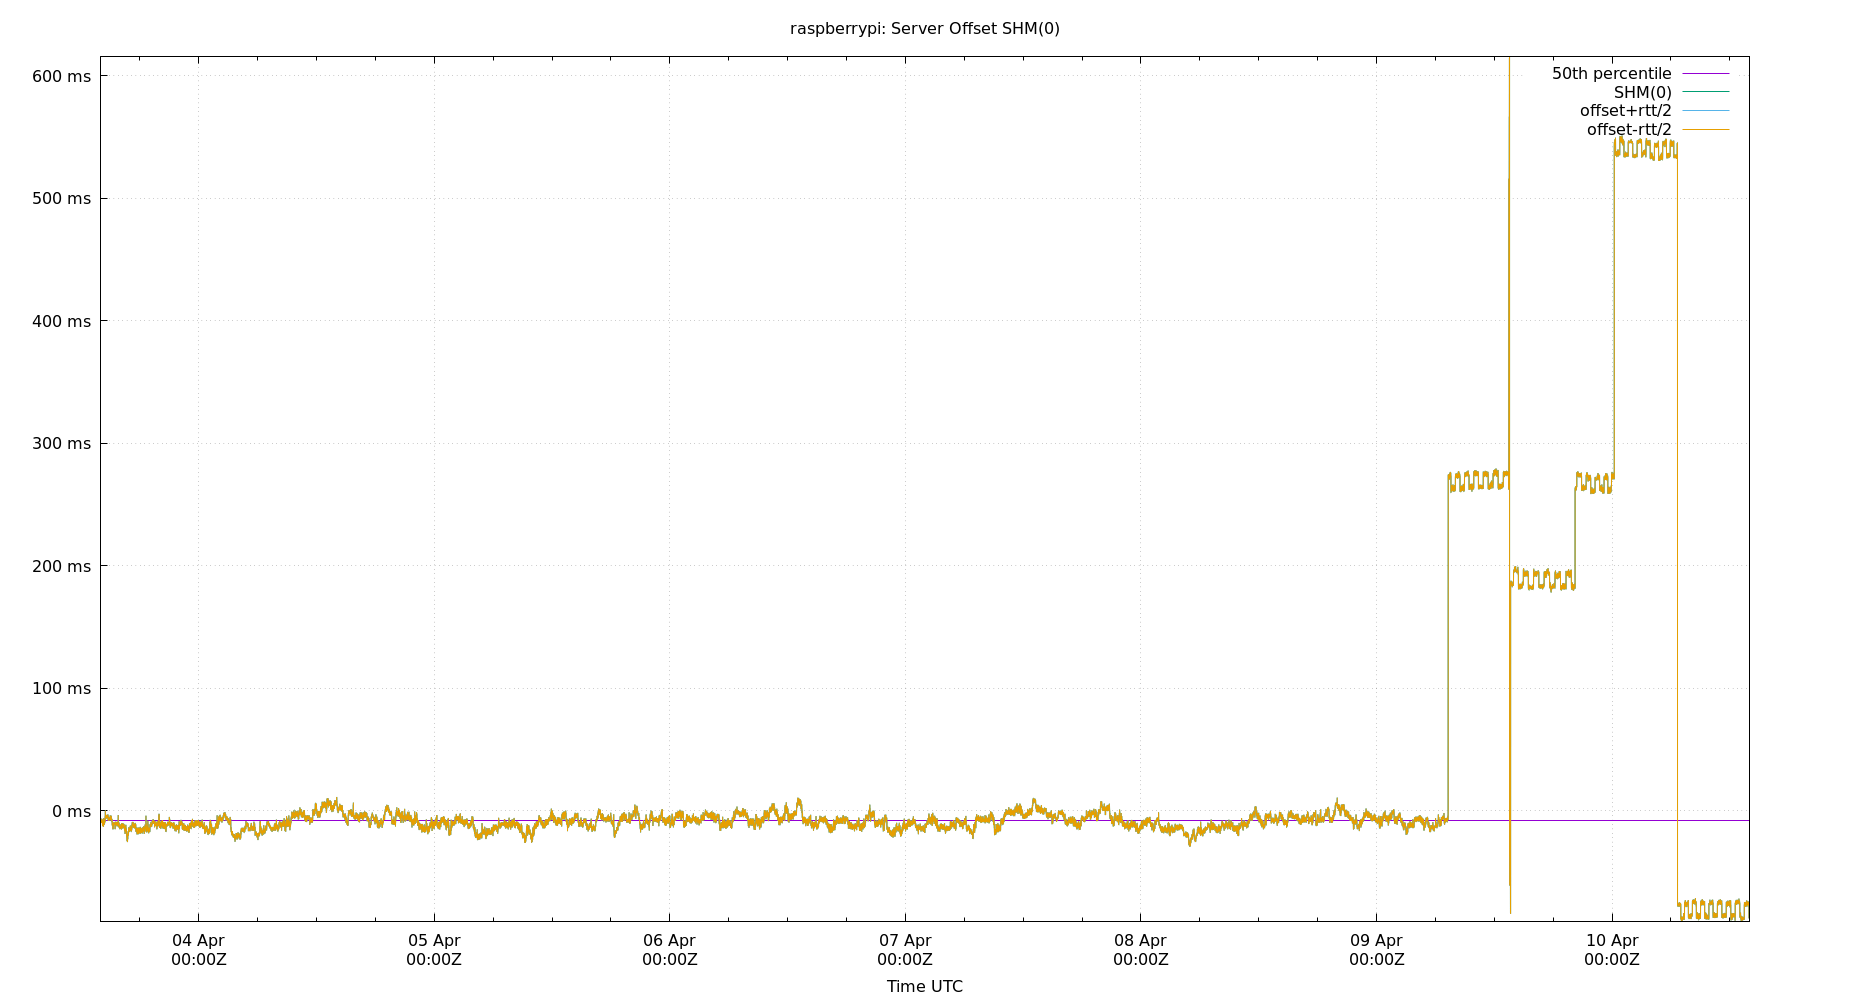 raspberrypi: Server Offset SHM(0)
600 ms
500 ms
400 ms
300 ms
200 ms
100 ms
0 ms
50th percentile
SHM(0)
offset+rtt/2
offset-rtt/2
04 Apr
00:00Z
05 Apr
00:00Z
06 Apr
00:00Z
07 Apr
00:00Z
08 Apr
00:00Z
09 Apr
00:00Z
10 Apr
00:00Z
Time UTC